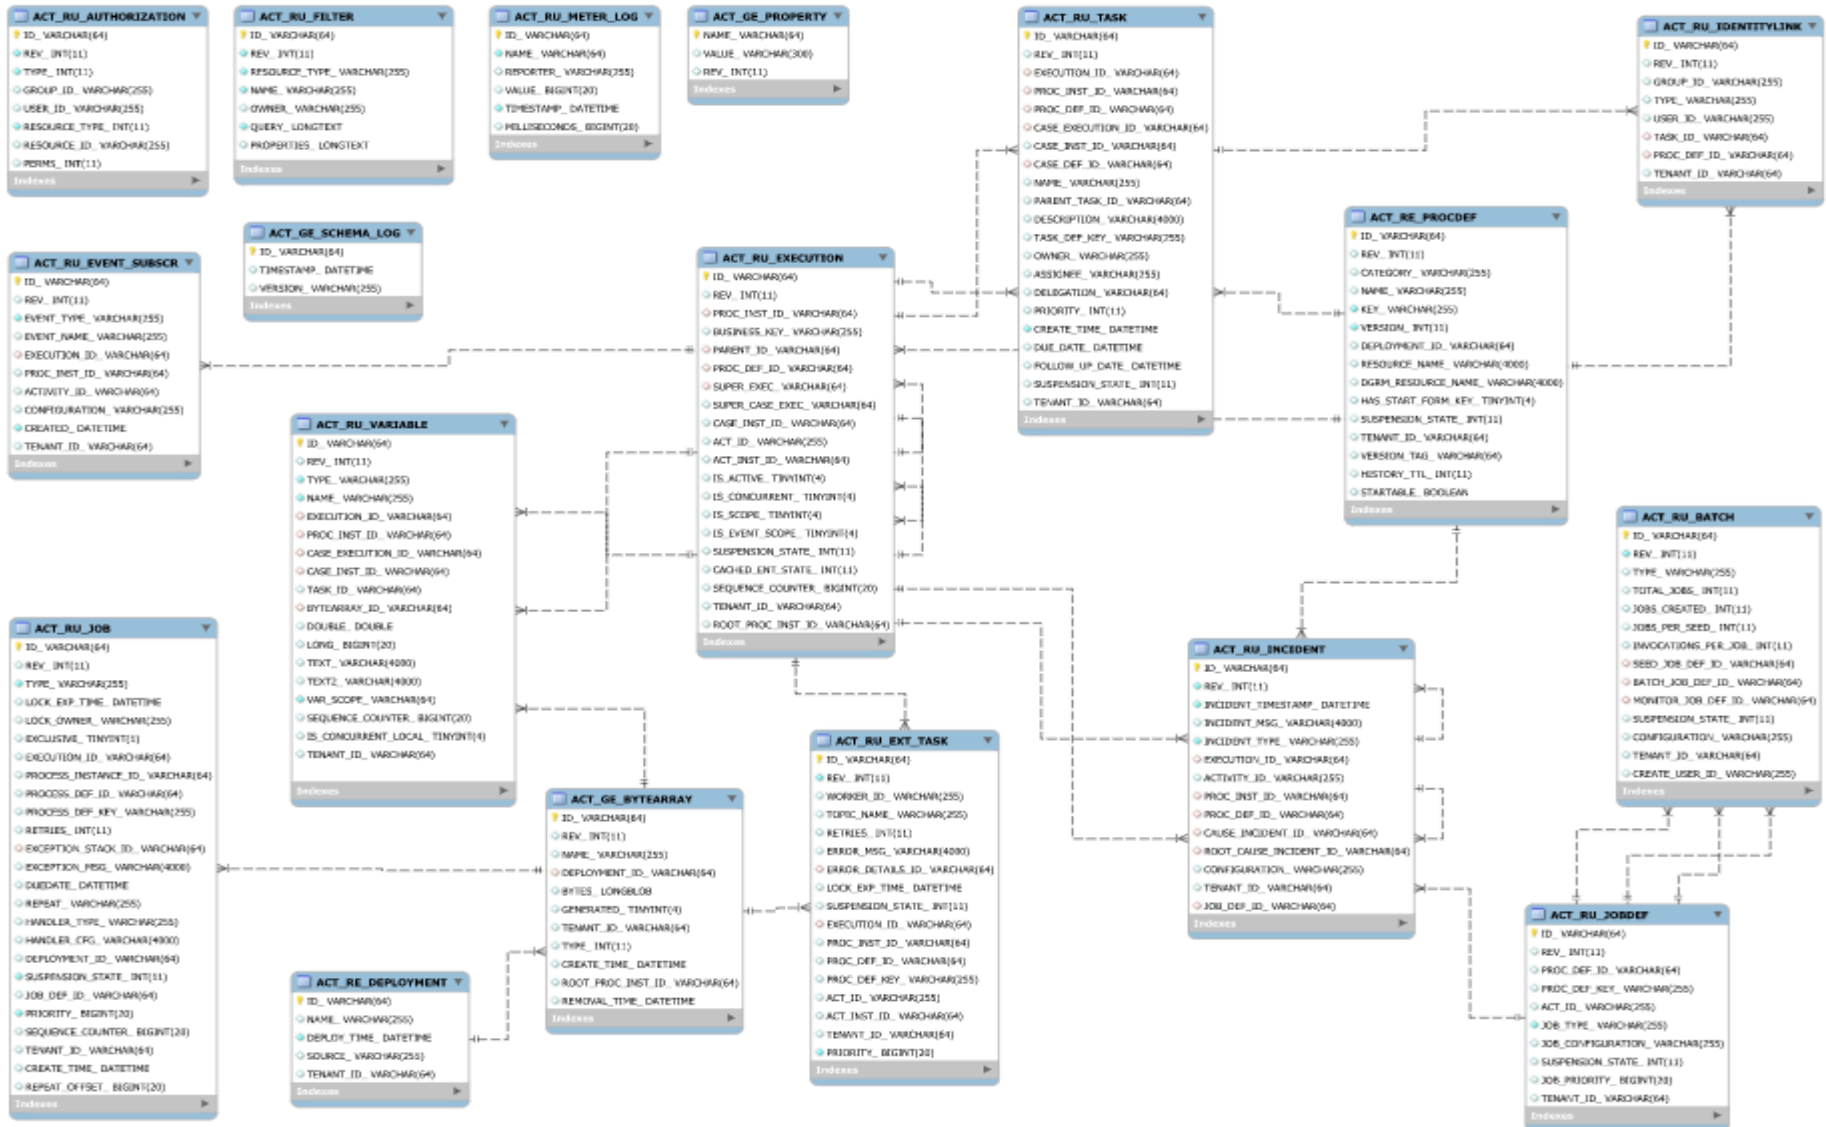 ACT_RU_AUTHORIZATION
ID_ VARCHAR(64)
REV_ INT(11)
TYPE_ INT(11)
GROUP_ID_ VARCHAR(255)
USER_ID_ VARCHAR(255)
RESOURCE_TYPE_ INT(11)
RESOURCE_ID_ VARCHAR(255)
PERMS_ INT(11)
Indexes
ACT_RU_FILTER
ID_ VARCHAR(64)
REV_ INT(11)
RESOURCE_TYPE_ VARCHAR(255)
NAME_ VARCHAR(255)
OWNER_ VARCHAR(255)
QUERY_ LONGTEXT
PROPERTIES_ LONGTEXT
Indexes
ACT_RU_METER_LOG
ID_ VARCHAR(64)
NAME_ VARCHAR(64)
REPORTER_ VARCHAR(255)
VALUE_ BIGINT(20)
TIMESTAMP_ DATETIME
MILLISECONDS_ BIGINT(20)
Indexes
ACT_GE_PROPERTY
NAME_ VARCHAR(64)
VALUE_ VARCHAR(300)
REV_ INT(11)
Indexes
ACT_RU_TASK
ID_ VARCHAR(64)
REV_ INT(11)
EXECUTION_ID_ VARCHAR(64)
PROC_INST_ID_ VARCHAR(64)
PROC_DEF_ID_ VARCHAR(64)
CASE_EXECUTION_ID_ VARCHAR(64)
CASE_INST_ID_ VARCHAR(64)
CASE_DEF_ID_ VARCHAR(64)
NAME_ VARCHAR(255)
PARENT_TASK_ID_ VARCHAR(64)
DESCRIPTION_ VARCHAR(4000)
TASK_DEF_KEY_ VARCHAR(255)
OWNER_ VARCHAR(255)
ASSIGNEE_ VARCHAR(255)
DELEGATION_ VARCHAR(64)
PRIORITY_ INT(11)
CREATE_TIME_ DATETIME
DUE_DATE_ DATETIME
FOLLOW_UP_DATE_ DATETIME
SUSPENSION_STATE_ INT(11)
TENANT_ID_ VARCHAR(64)
Indexes
ACT_RU_IDENTITYLINK
ID_ VARCHAR(64)
REV_ INT(11)
GROUP_ID_ VARCHAR(255)
TYPE_ VARCHAR(255)
USER_ID_ VARCHAR(255)
TASK_ID_ VARCHAR(64)
PROC_DEF_ID_ VARCHAR(64)
TENANT_ID_ VARCHAR(64)
Indexes
ACT_RU_EVENT_SUBSCR
ID_ VARCHAR(64)
REV_ INT(11)
EVENT_TYPE_ VARCHAR(255)
EVENT_NAME_ VARCHAR(255)
EXECUTION_ID_ VARCHAR(64)
PROC_INST_ID_ VARCHAR(64)
ACTIVITY_ID_ VARCHAR(64)
CONFIGURATION_ VARCHAR(255)
CREATED_ DATETIME
TENANT_ID_ VARCHAR(64)
Indexes
ACT_GE_SCHEMA_LOG
ID_ VARCHAR(64)
TIMESTAMP_ DATETIME
VERSION_ VARCHAR(255)
Indexes
ACT_RU_EXECUTION
ID_ VARCHAR(64)
REV_ INT(11)
PROC_INST_ID_ VARCHAR(64)
BUSINESS_KEY_ VARCHAR(255)
PARENT_ID_ VARCHAR(64)
PROC_DEF_ID_ VARCHAR(64)
SUPER_EXEC_ VARCHAR(64)
SUPER_CASE_EXEC_ VARCHAR(64)
CASE_INST_ID_ VARCHAR(64)
ACT_ID_ VARCHAR(255)
ACT_INST_ID_ VARCHAR(64)
IS_ACTIVE_ TINYINT(4)
IS_CONCURRENT_ TINYINT(4)
IS_SCOPE_ TINYINT(4)
IS_EVENT_SCOPE_ TINYINT(4)
SUSPENSION_STATE_ INT(11)
CACHED_ENT_STATE_ INT(11)
SEQUENCE_COUNTER_ BIGINT(20)
TENANT_ID_ VARCHAR(64)
ROOT_PROC_INST_ID_ VARCHAR(64)
Indexes
ACT_RE_PROCDEF
ID_ VARCHAR(64)
REV_ INT(11)
CATEGORY_ VARCHAR(255)
NAME_ VARCHAR(255)
KEY_ VARCHAR(255)
VERSION_ INT(11)
DEPLOYMENT_ID_ VARCHAR(64)
RESOURCE_NAME_ VARCHAR(4000)
DGRM_RESOURCE_NAME_ VARCHAR(4000)
HAS_START_FORM_KEY_ TINYINT(4)
SUSPENSION_STATE_ INT(11)
TENANT_ID_ VARCHAR(64)
VERSION_TAG_ VARCHAR(64)
HISTORY_TTL_ INT(11)
STARTABLE_ BOOLEAN
Indexes
ACT_RU_VARIABLE
ID_ VARCHAR(64)
REV_ INT(11)
TYPE_ VARCHAR(255)
NAME_ VARCHAR(255)
EXECUTION_ID_ VARCHAR(64)
PROC_INST_ID_ VARCHAR(64)
CASE_EXECUTION_ID_ VARCHAR(64)
CASE_INST_ID_ VARCHAR(64)
TASK_ID_ VARCHAR(64)
BYTEARRAY_ID_ VARCHAR(64)
DOUBLE_ DOUBLE
LONG_ BIGINT(20)
TEXT_ VARCHAR(4000)
TEXT2_ VARCHAR(4000)
VAR_SCOPE_ VARCHAR(64)
SEQUENCE_COUNTER_ BIGINT(20)
IS_CONCURRENT_LOCAL_ TINYINT(4)
TENANT_ID_ VARCHAR(64)
Indexes
ACT_RU_BATCH
ID_ VARCHAR(64)
REV_ INT(11)
TYPE_ VARCHAR(255)
TOTAL_JOBS_ INT(11)
JOBS_CREATED_ INT(11)
JOBS_PER_SEED_ INT(11)
INVOCATIONS_PER_JOB_ INT(11)
SEED_JOB_DEF_ID_ VARCHAR(64)
BATCH_JOB_DEF_ID_ VARCHAR(64)
MONITOR_JOB_DEF_ID_ VARCHAR(64)
SUSPENSION_STATE_ INT(11)
CONFIGURATION_ VARCHAR(255)
TENANT_ID_ VARCHAR(64)
CREATE_USER_ID_ VARCHAR(255)
Indexes
ACT_RU_JOB
ID_ VARCHAR(64)
REV_ INT(11)
TYPE_ VARCHAR(255)
LOCK_EXP_TIME_ DATETIME
LOCK_OWNER_ VARCHAR(255)
EXCLUSIVE_ TINYINT(1)
EXECUTION_ID_ VARCHAR(64)
PROCESS_INSTANCE_ID_ VARCHAR(64)
PROCESS_DEF_ID_ VARCHAR(64)
PROCESS_DEF_KEY_ VARCHAR(255)
RETRIES_ INT(11)
EXCEPTION_STACK_ID_ VARCHAR(64)
EXCEPTION_MSG_ VARCHAR(4000)
DUEDATE_ DATETIME
REPEAT_ VARCHAR(255)
HANDLER_TYPE_ VARCHAR(255)
HANDLER_CFG_ VARCHAR(4000)
DEPLOYMENT_ID_ VARCHAR(64)
SUSPENSION_STATE_ INT(11)
JOB_DEF_ID_ VARCHAR(64)
PRIORITY_ BIGINT(20)
SEQUENCE_COUNTER_ BIGINT(20)
TENANT_ID_ VARCHAR(64)
CREATE_TIME_ DATETIME
REPEAT_OFFSET_ BIGINT(20)
Indexes
ACT_RU_INCIDENT
ID_ VARCHAR(64)
REV_ INT(11)
INCIDENT_TIMESTAMP_ DATETIME
INCIDENT_MSG_ VARCHAR(4000)
INCIDENT_TYPE_ VARCHAR(255)
EXECUTION_ID_ VARCHAR(64)
ACTIVITY_ID_ VARCHAR(255)
PROC_INST_ID_ VARCHAR(64)
PROC_DEF_ID_ VARCHAR(64)
CAUSE_INCIDENT_ID_ VARCHAR(64)
ROOT_CAUSE_INCIDENT_ID_ VARCHAR(64)
CONFIGURATION_ VARCHAR(255)
TENANT_ID_ VARCHAR(64)
JOB_DEF_ID_ VARCHAR(64)
Indexes
ACT_RU_EXT_TASK
ID_ VARCHAR(64)
REV_ INT(11)
WORKER_ID_ VARCHAR(255)
TOPIC_NAME_ VARCHAR(255)
RETRIES_ INT(11)
ERROR_MSG_ VARCHAR(4000)
ERROR_DETAILS_ID_ VARCHAR(64)
LOCK_EXP_TIME_ DATETIME
SUSPENSION_STATE_ INT(11)
EXECUTION_ID_ VARCHAR(64)
PROC_INST_ID_ VARCHAR(64)
PROC_DEF_ID_ VARCHAR(64)
PROC_DEF_KEY_ VARCHAR(255)
ACT_ID_ VARCHAR(255)
ACT_INST_ID_ VARCHAR(64)
TENANT_ID_ VARCHAR(64)
PRIORITY_ BIGINT(20)
Indexes
ACT_GE_BYTEARRAY
ID_ VARCHAR(64)
REV_ INT(11)
NAME_ VARCHAR(255)
DEPLOYMENT_ID_ VARCHAR(64)
BYTES_ LONGBLOB
GENERATED_ TINYINT(4)
TENANT_ID_ VARCHAR(64)
TYPE_ INT(11)
CREATE_TIME_ DATETIME
ROOT_PROC_INST_ID_ VARCHAR(64)
REMOVAL_TIME_ DATETIME
Indexes
ACT_RE_DEPLOYMENT
ID_ VARCHAR(64)
NAME_ VARCHAR(255)
DEPLOY_TIME_ DATETIME
SOURCE_ VARCHAR(255)
TENANT_ID_ VARCHAR(64)
Indexes
ACT_RU_JOBDEF
ID_ VARCHAR(64)
REV_ INT(11)
PROC_DEF_ID_ VARCHAR(64)
PROC_DEF_KEY_ VARCHAR(255)
ACT_ID_ VARCHAR(255)
JOB_TYPE_ VARCHAR(255)
JOB_CONFIGURATION_ VARCHAR(255)
SUSPENSION_STATE_ INT(11)
JOB_PRIORITY_ BIGINT(20)
TENANT_ID_ VARCHAR(64)
Indexes